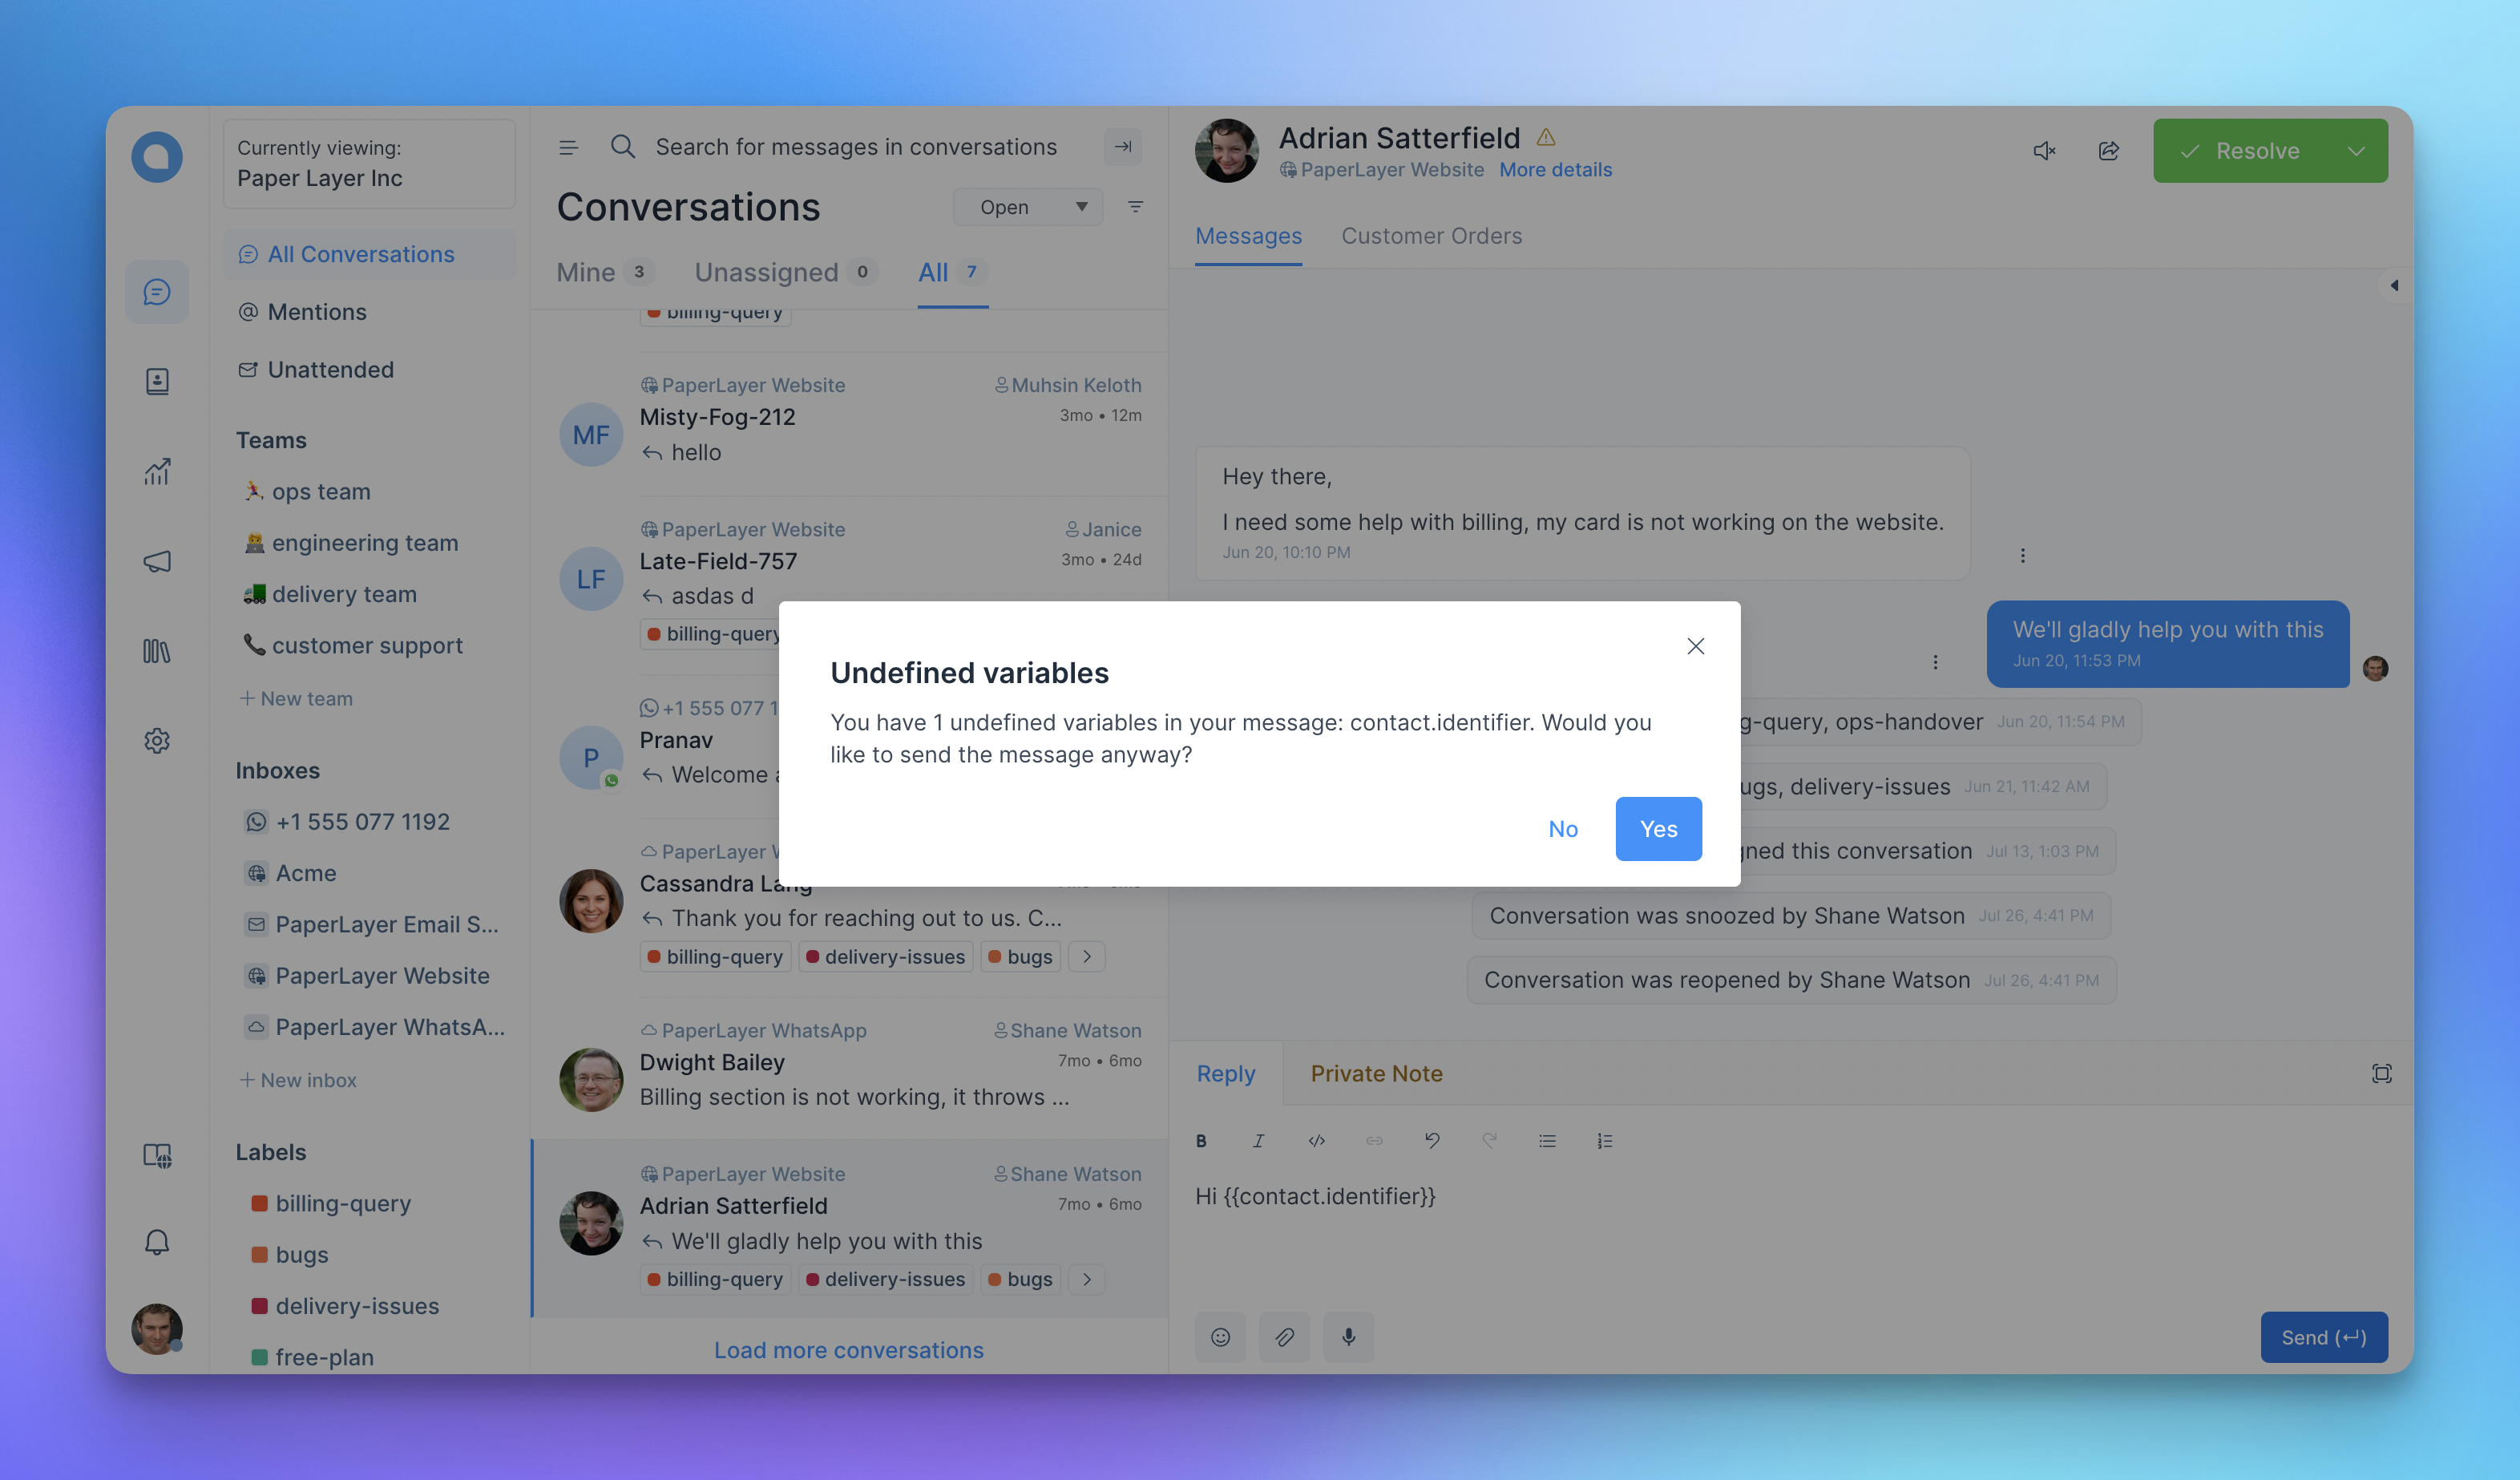 Currently viewing:
Paper Layer Inc
All Conversations
Mentions
Unattended
Teams
ops team
engineering team
delivery team
customer support
New team
Inboxes
+1 555 077 1192
Acme
PaperLayer Email S...
PaperLayer Website
PaperLayer WhatsA...
New inbox
Labels
billing-query
bugs
delivery-issues
free-plan
Search for messages in conversations
Conversations
Open
Mine 3
Unassigned 0
All 7
billing-query
PaperLayer Website
Muhsin Keloth
MF
Misty-Fog-212
3mo • 12m
hello
PaperLayer Website
Janice
LF
Late-Field-757
3mo • 24d
asdas d
billing-query
+1 555 077 1
P
Pranav
Welcome
PaperLayer
Cassandra Lang
Thank you for reaching out to us. C...
billing-query
delivery-issues
bugs
PaperLayer WhatsApp
Shane Watson
Dwight Bailey
7mo • 6mo
Billing section is not working, it throws ...
PaperLayer Website
Shane Watson
Adrian Satterfield
7mo • 6mo
We'll gladly help you with this
billing-query
delivery-issues
bugs
Load more conversations
Adrian Satterfield
PaperLayer Website
More details
Resolve
Messages
Customer Orders
Hey there,
I need some help with billing, my card is not working on the website.
Jun 20, 10:10 PM
We'll gladly help you with this
Jun 20, 11:53 PM
g-query, ops-handover Jun 20, 11:54 PM
ugs, delivery-issues Jun 21, 11:42 AM
gned this conversation Jul 13, 1:03 PM
Conversation was snoozed by Shane Watson Jul 26, 4:41 PM
Conversation was reopened by Shane Watson Jul 26, 4:41 PM
Undefined variables
You have 1 undefined variables in your message: contact.identifier. Would you
like to send the message anyway?
No
Yes
Reply
Private Note
B
I
Hi {{contact.identifier}}
Send (↵)